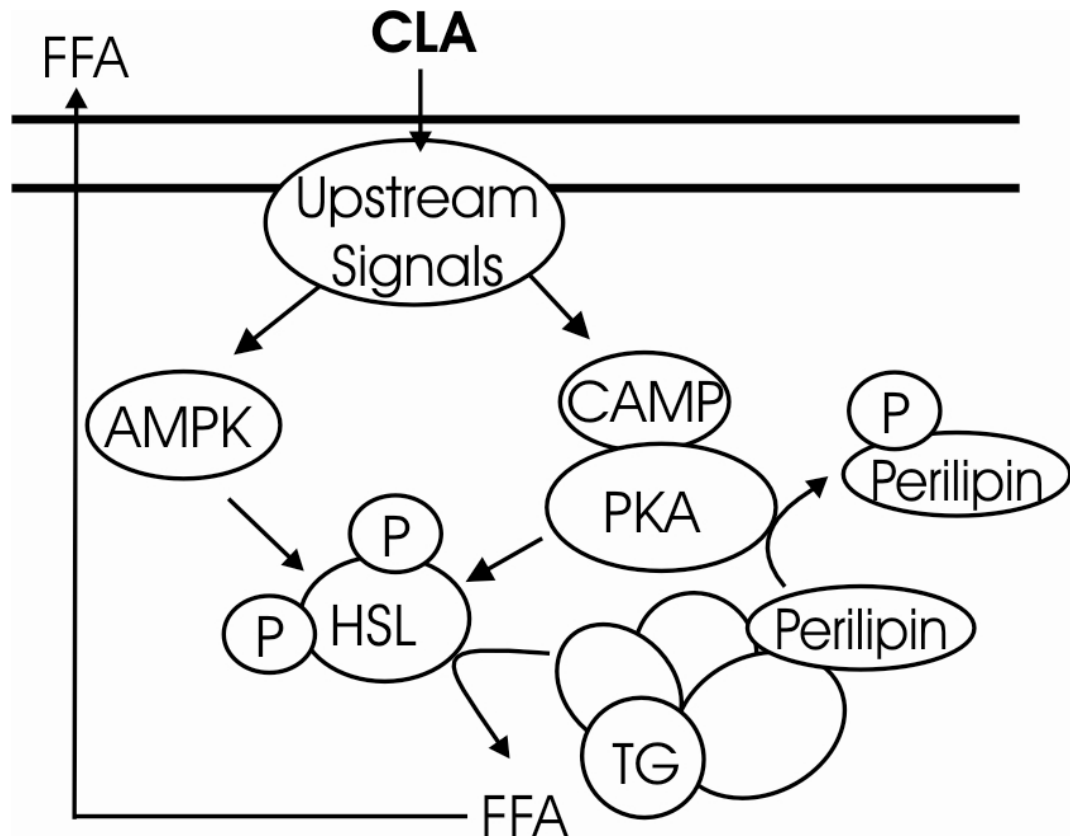 CLA
FFA
Upstream
Signals
CAMP
P
AMPK
Perilipin
PKA
P
P
HSL
Perilipin
TG
FFA